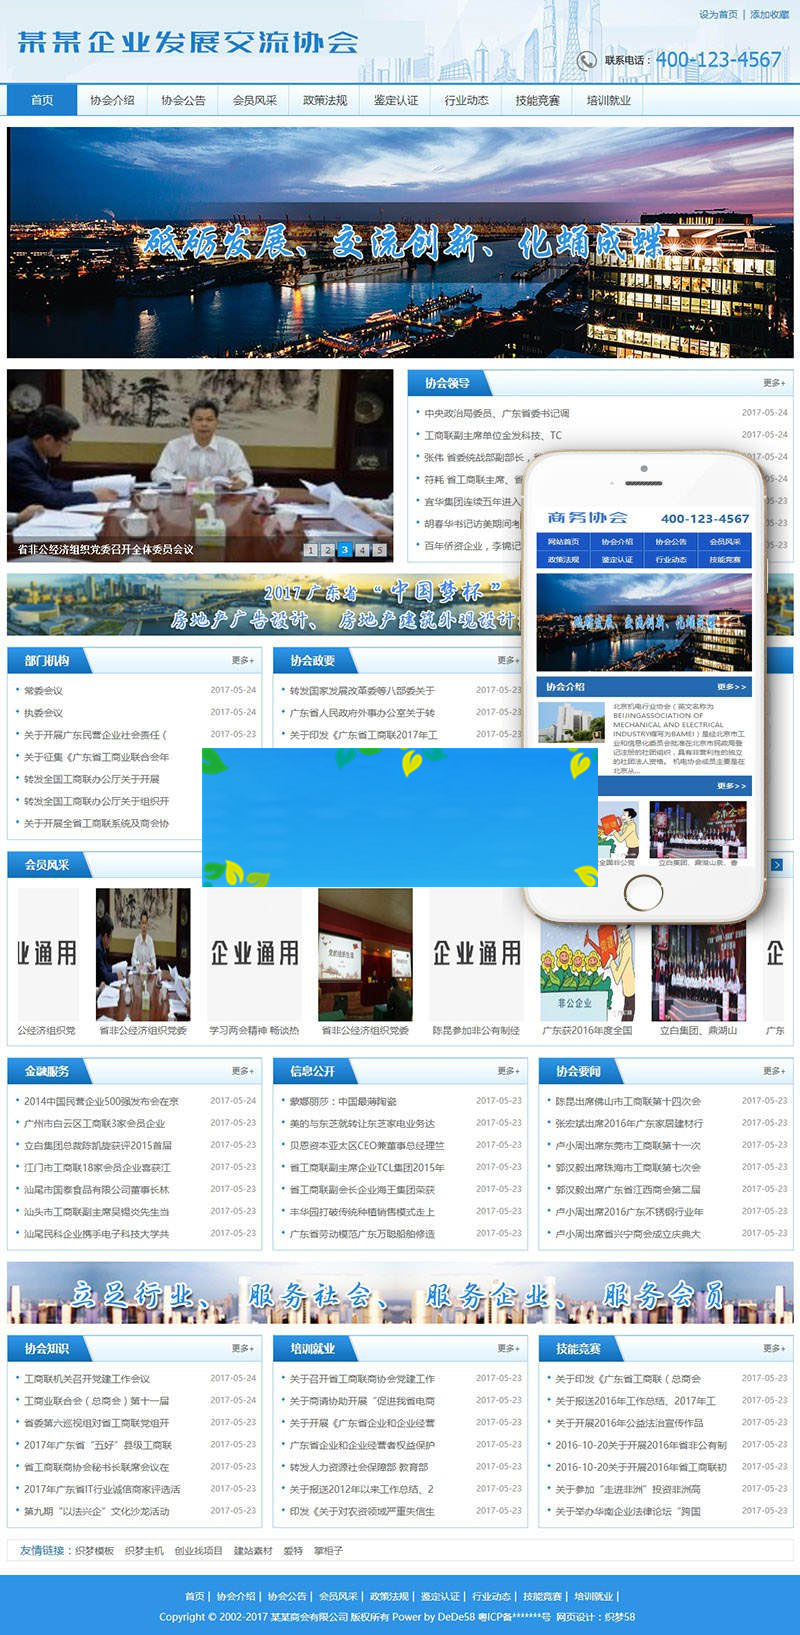 设为首页 | 添加收藏
某某企业发展交流协会
联系电话：400-123-4567
首页 协会介绍 协会公告 会员风采 政策法规 鉴定认证 行业动态 技能竞赛 培训就业
砥砺发展、交流创新、化蛹成蝶
省非公经济组织党委召开全体委员会议 1 2 3 4 5
协会领导 更多+
中央政治局委员、广东省委书记调 2017-05-24
工商联副主席单位金发科技、TC 2017-05-24
张伟 省委统战部副部长，
符耗 省工商联主席、
宜华集团连续五年进入
胡春华书记访美期间考
百年侨资企业，李锦记
商务协会 400-123-4567
网站首页 协会介绍 协会公告 会员风采
政策法规 鉴定认证 行业动态 技能竞赛
砥砺发展、交流创新、化蛹成蝶
协会介绍 更多>>
北京机电行业协会（英文名称为
BEIJINGASSOCIATION OF
MECHANICAL AND ELECTRICAL
INDUSTRY缩写为BAMEI）是经北京市工
业和信息化委员会批准在北京市民政局登
记注册的社团组织，具有非营利性的独立
的社团法人资格。 机电协会成员主要是在
北京从...
更多>>
全国非公党 立白集团、鼎湖山泉、香
2017广东省“中国梦杯”
房地产广告设计、 房地产建筑外观设计
部门机构 更多+
常委会议 2017-05-24
执委会议 2017-05-24
关于开展广东民营企业社会责任（ 2017-05-23
关于征集《广东省工商业联合会年
转发全国工商联办公厅关于开展
转发全国工商联办公厅关于组织开
关于开展全省工商联系统及商会协
协会政要 更多+
转发国家发展改革委等八部委关于 2017-05-23
广东省人民政府外事办公室关于转 2017-05-23
关于印发《广东省工商联2017年工 2017-05-23
会员风采
企业通用 企业通用 企业通用 非公企业 企
公经济组织党 省非公经济组织党委 学习两会精神 畅谈热 省非公经济组织党委 陈昆参加非公有制经 广东获2016年度全国 立白集团、鼎湖山 广东
金融服务 更多+
2014中国民营企业500强发布会在京 2017-05-24
广州市白云区工商联3家会员企业 2017-05-23
立白集团总裁陈凯旋获评2015首届 2017-05-23
江门市工商联18家会员企业喜获江 2017-05-23
汕尾市国泰食品有限公司董事长林 2017-05-23
汕头市工商联副主席吴锡炎先生当 2017-05-23
汕尾民科企业携手电子科技大学共 2017-05-23
信息公开 更多+
蒙娜丽莎：中国最薄陶瓷 2017-05-23
美的与东芝就转让东芝家电业务达 2017-05-23
贝恩资本亚太区CEO兼董事总经理竺 2017-05-23
省工商联副主席企业TCL集团2015年 2017-05-23
省工商联副会长企业海王集团荣获 2017-05-23
丰华园打破传统种植销售模式走上 2017-05-23
广东省劳动模范广东万聪船舶修造 2017-05-23
协会要闻 更多+
陈昆出席佛山市工商联第十四次会 2017-05-23
张宏斌出席2016年广东家居建材行 2017-05-23
卢小周出席东莞市工商联第十一次 2017-05-23
郭汉毅出席珠海市工商联第七次会 2017-05-23
郭汉毅出席广东省江西商会第二届 2017-05-23
卢小周出席2016广东不锈钢行业年 2017-05-23
卢小周出席省兴宁商会成立庆典大 2017-05-23
立足行业、 服务社会、 服务企业、 服务会员
协会知识 更多+
工商联机关召开党建工作会议 2017-05-24
工商业联合会（总商会）第十一届 2017-05-24
省委第六巡视组对省工商联党组开 2017-05-23
2017年广东省“五好”县级工商联 2017-05-23
省工商联商协会秘书长联席会议在 2017-05-23
2017年广东省IT行业诚信商家评选活 2017-05-23
第九期“以法兴企”文化沙龙活动 2017-05-23
培训就业 更多+
关于召开省工商联商协会党建工作 2017-05-23
关于商请协助开展“促进我省电商 2017-05-23
关于开展《广东省企业和企业经营 2017-05-23
广东省企业和企业经营者权益保护 2017-05-23
转发人力资源社会保障部 教育部 2017-05-23
关于报送2012年以来工作总结、2 2017-05-23
印发《关于对农资领域严重失信生 2017-05-23
技能竞赛 更多+
关于印发《广东省工商联（总商会 2017-05-23
关于报送2016年工作总结、2017年工 2017-05-23
关于开展2016年公益法治宣传作品 2017-05-23
2016-10-20关于开展2016年省非公有制 2017-05-23
2016-10-20关于开展2016年省工商联初 2017-05-23
关于参加“走进非洲”投资非洲高 2017-05-23
关于举办华南企业法律论坛“跨国 2017-05-23
友情链接：织梦模板 织梦主机 创业找项目 建站素材 爱特 掌柜子
首页 | 协会介绍 | 协会公告 | 会员风采 | 政策法规 | 鉴定认证 | 行业动态 | 技能竞赛 | 培训就业 |
Copyright © 2002-2017 某某商会有限公司 版权所有 Power by DeDe58 粤ICP备*******号 网页设计：织梦58